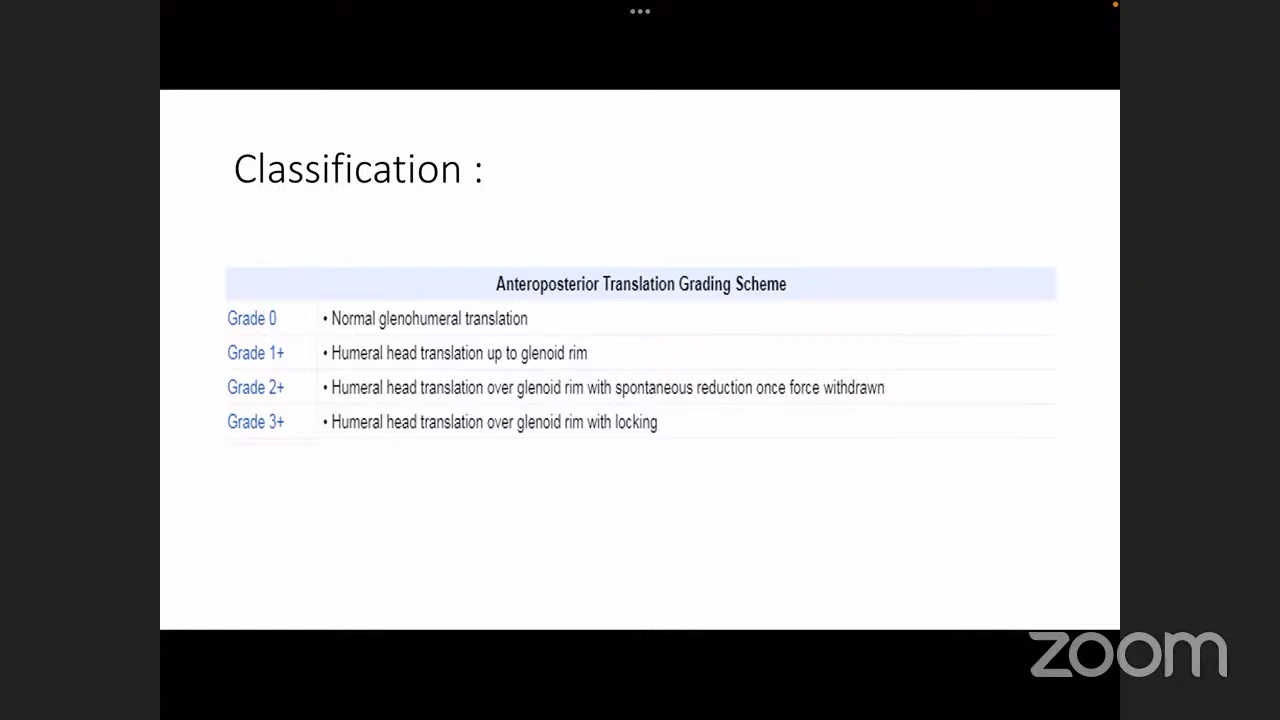 Classification :
Anteroposterior Translation Grading Scheme
Grade 0 • Normal glenohumeral translation
Grade 1+ • Humeral head translation up to glenoid rim
Grade 2+ • Humeral head translation over glenoid rim with spontaneous reduction once force withdrawn
Grade 3+ • Humeral head translation over glenoid rim with locking
zoom